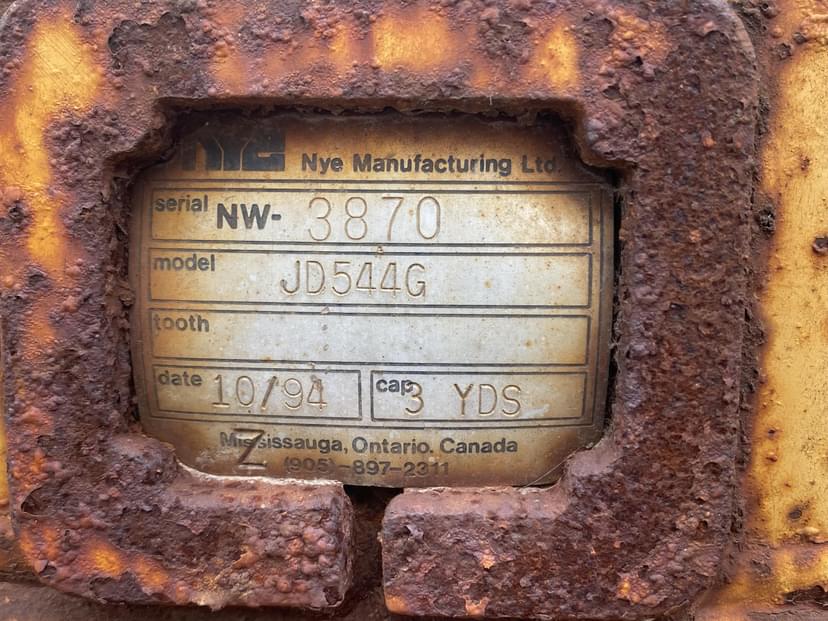 NYE Nye Manufacturing Ltd.
serial NW- 3870
model JD544G
tooth
date 10/94 cap 3 YDS
Mississauga, Ontario. Canada
Z (905)-897-2311